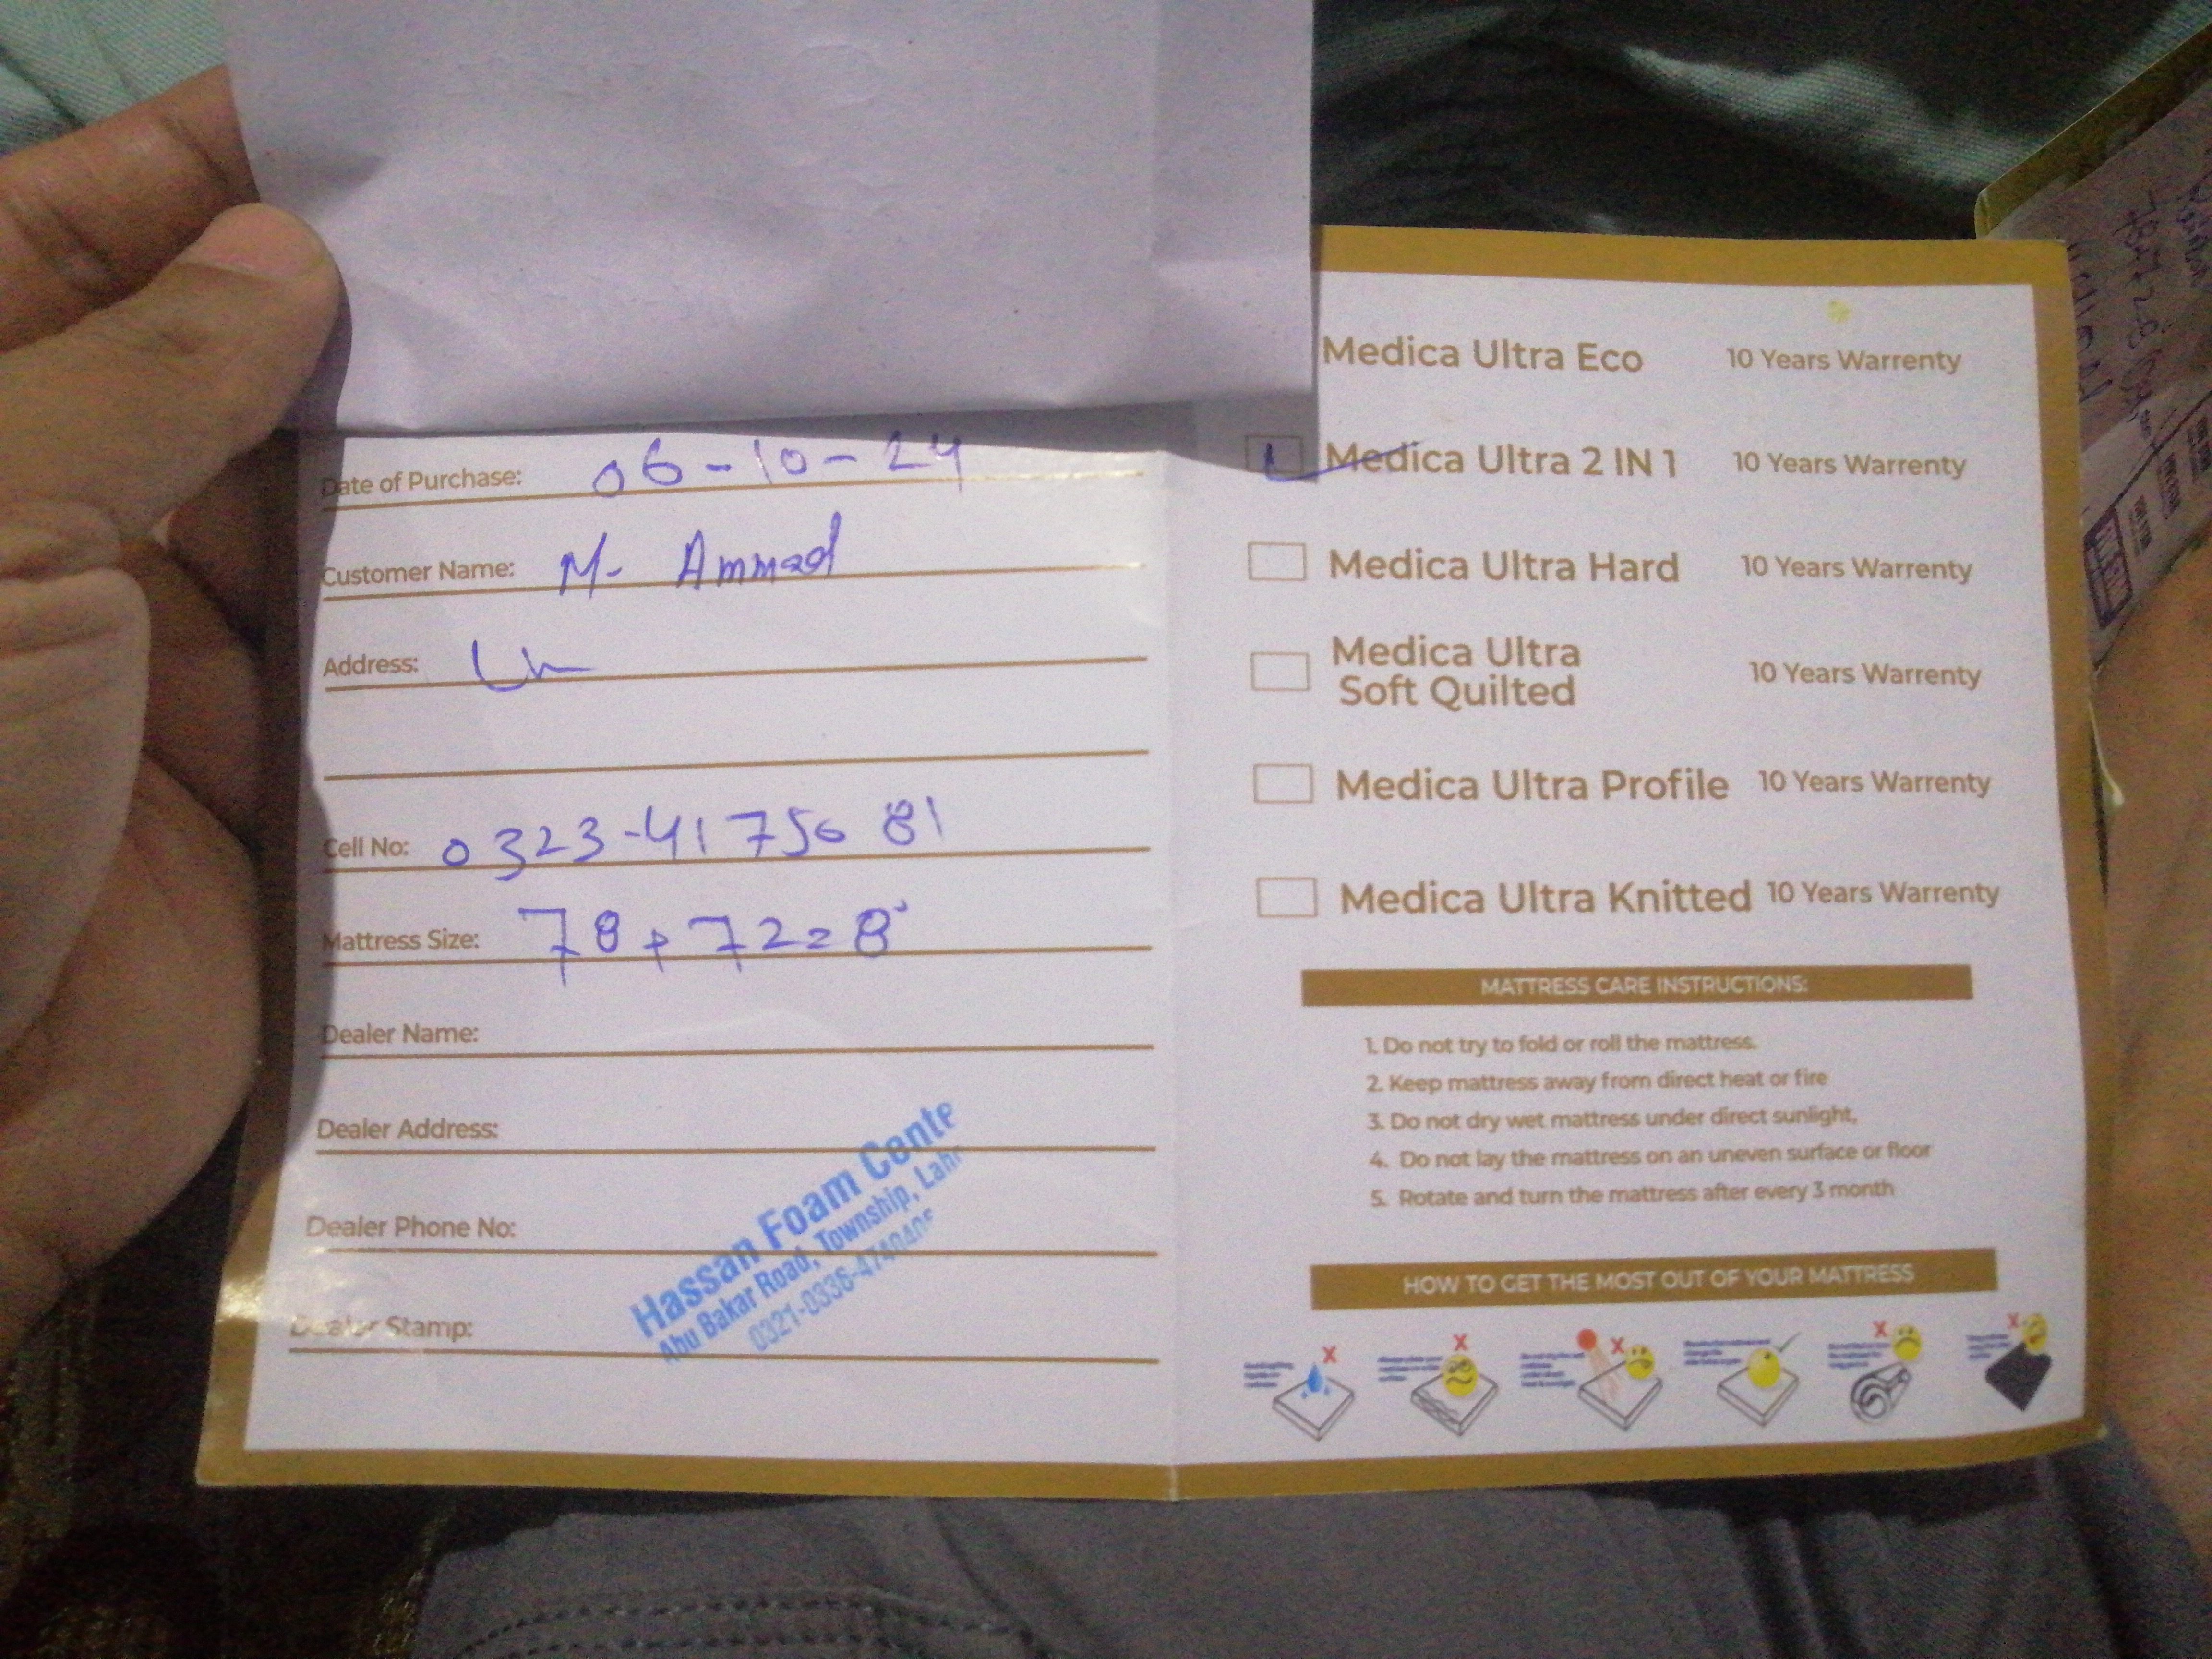 Date of Purchase: 06-10-24
Customer Name: M. Ammad
Address:
Cell No: 0323-4175681
Mattress Size: 78+72=8
Dealer Name:
Dealer Address:
Dealer Phone No:
Dealer Stamp:
Hassan Foam Cente
Abu Bakar Road, Township, Lahr
0321-0336-4740405
Medica Ultra Eco 10 Years Warrenty
Medica Ultra 2 IN 1 10 Years Warrenty
Medica Ultra Hard 10 Years Warrenty
Medica Ultra
Soft Quilted 10 Years Warrenty
Medica Ultra Profile 10 Years Warrenty
Medica Ultra Knitted 10 Years Warrenty
MATTRESS CARE INSTRUCTIONS:
1. Do not try to fold or roll the mattress.
2. Keep mattress away from direct heat or fire
3. Do not dry wet mattress under direct sunlight,
4. Do not lay the mattress on an uneven surface or floor
5. Rotate and turn the mattress after every 3 month
HOW TO GET THE MOST OUT OF YOUR MATTRESS